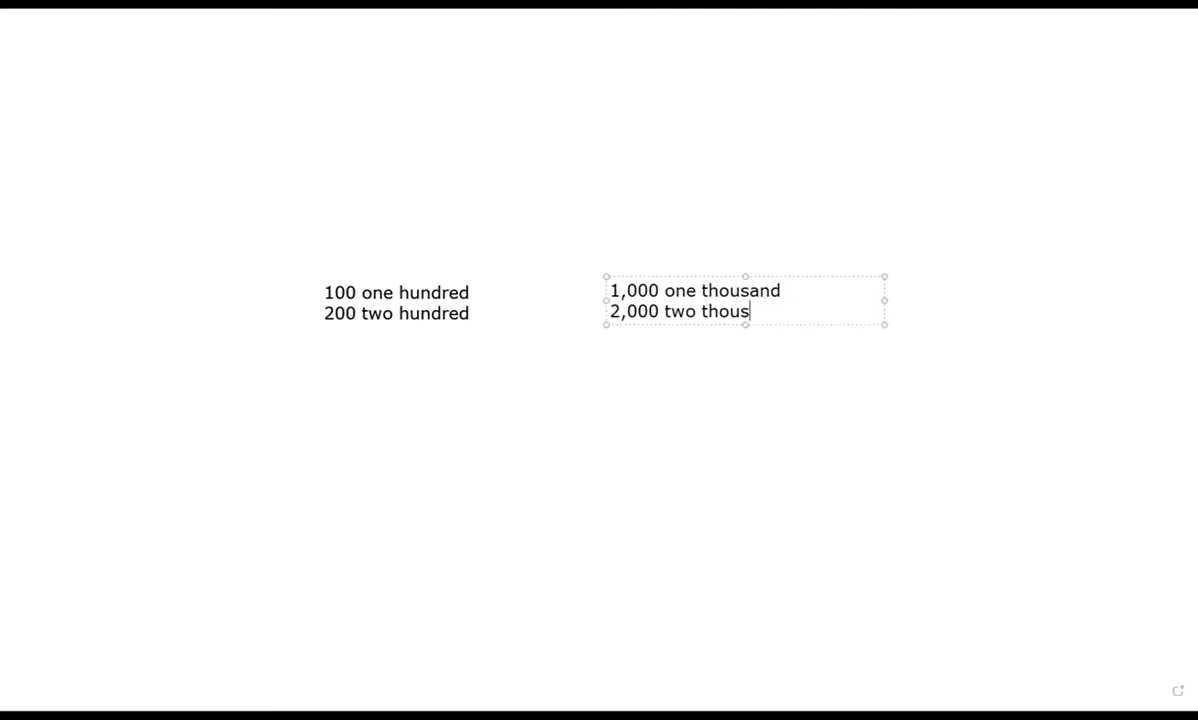 100 one hundred
200 two hundred
1,000 one thousand
2,000 two thous